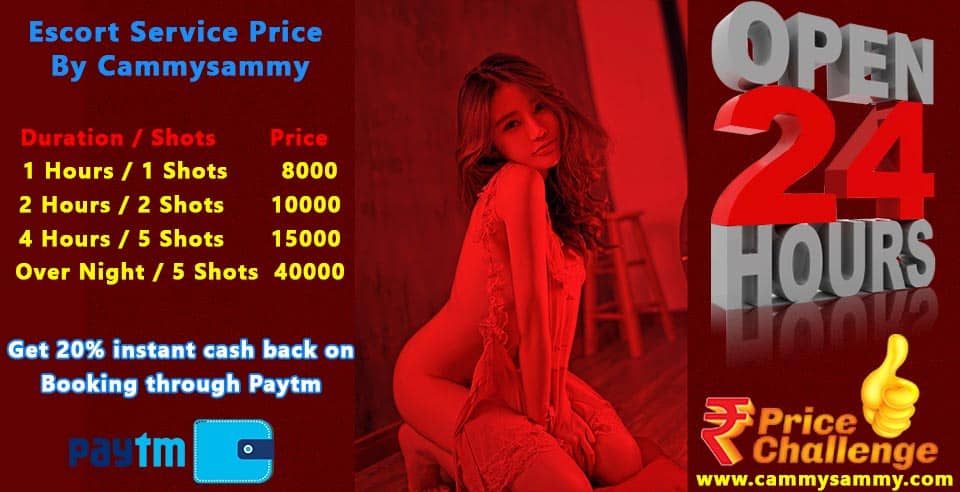 Escort Service Price
By Cammysammy
Duration / Shots Price
1 Hours / 1 Shots 8000
2 Hours / 2 Shots 10000
4 Hours / 5 Shots 15000
Over Night / 5 Shots 40000
Get 20% instant cash back on
Booking through Paytm
paytm
OPEN
24
HOURS
₹ Price
Challenge
www.cammysammy.com